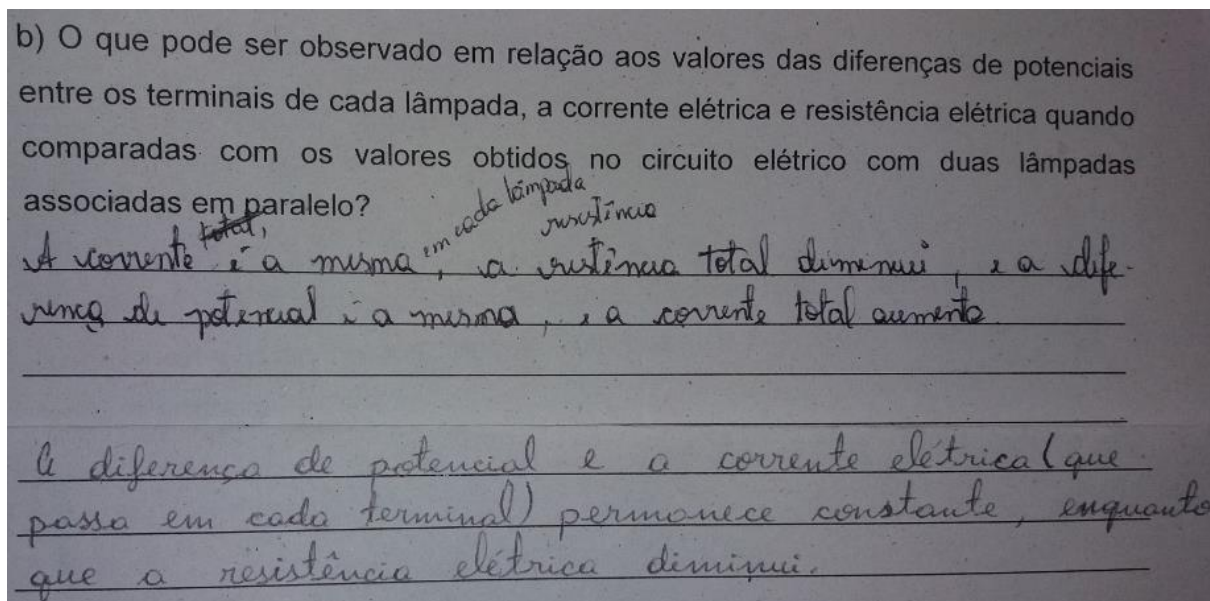 b) O que pode ser observado em relação aos valores das diferenças de potenciais
entre os terminais de cada lâmpada, a corrente elétrica e resistência elétrica quando
comparadas com os valores obtidos no circuito elétrico com duas lâmpadas
associadas em paralelo?
total,
em cada lâmpada
resistência
A corrente é a mesma, a resistência total diminui, e a dife-
rença de potencial é a mesma, e a corrente total aumenta.
A diferença de potencial e a corrente elétrica (que
passa em cada terminal) permanece constante, enquanto
que a resistência elétrica diminui.